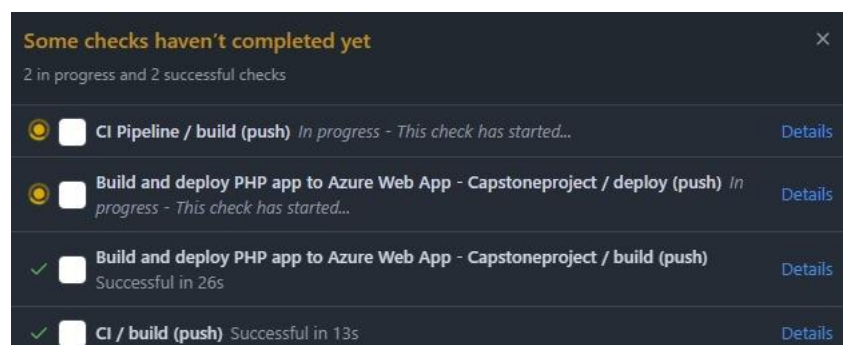 Some checks haven't completed yet
2 in progress and 2 successful checks
CI Pipeline / build (push) In progress - This check has started... Details
Build and deploy PHP app to Azure Web App - Capstoneproject / deploy (push) In
progress - This check has started... Details
Build and deploy PHP app to Azure Web App - Capstoneproject / build (push)
Successful in 26s Details
CI / build (push) Successful in 13s Details